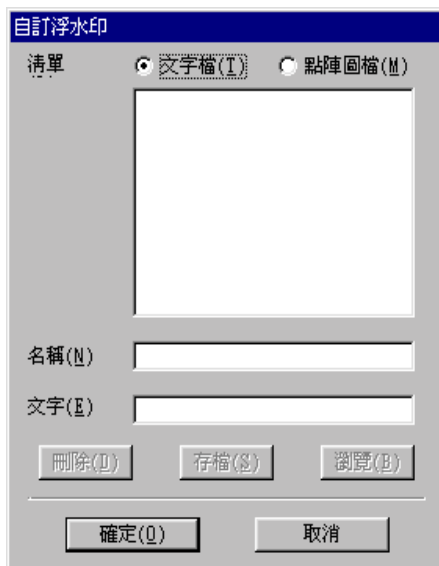 自訂浮水印
清單 文字檔(T) 點陣圖檔(M)
名稱(N)
文字(E)
刪除(D) 存檔(S) 瀏覽(B)
確定(O) 取消